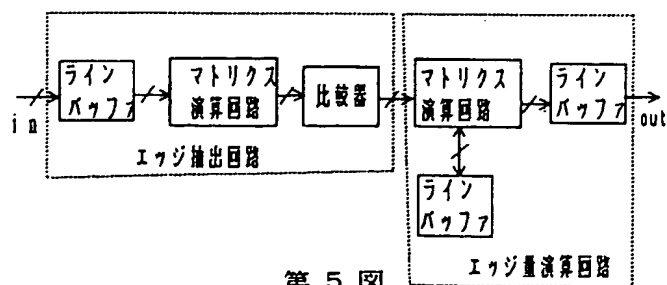 in
ライン
バッファ
マトリクス
演算回路
比較器
エッジ抽出回路
マトリクス
演算回路
ライン
バッファ
out
ライン
バッファ
エッジ量演算回路
第5図